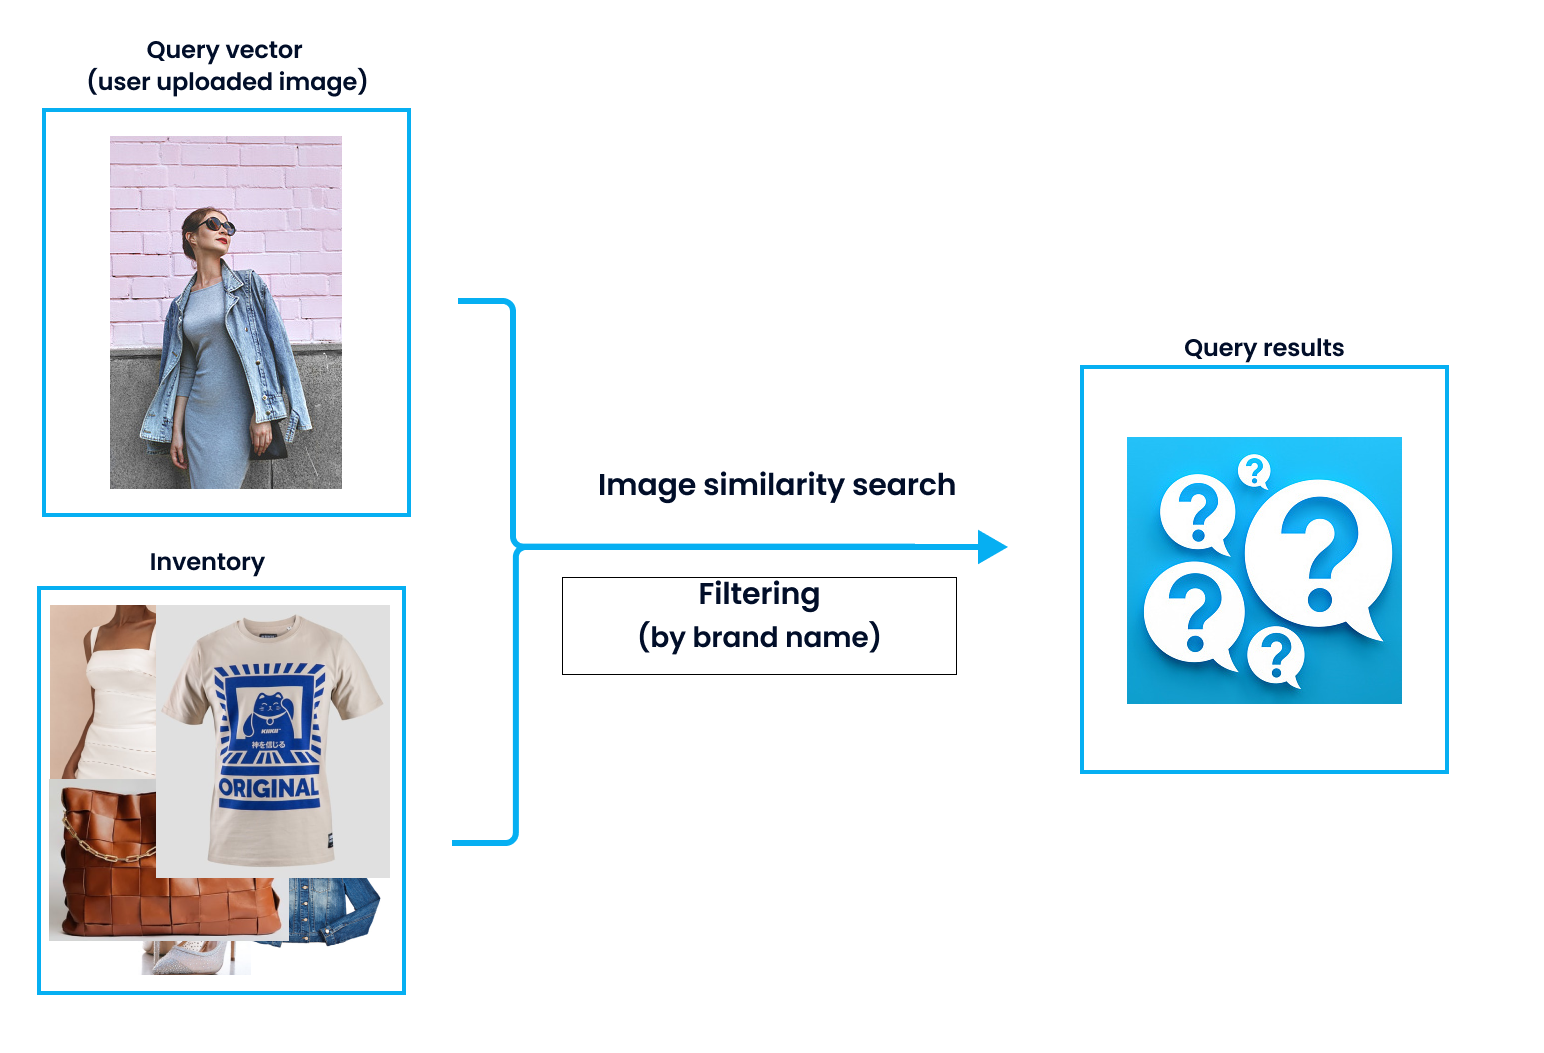 Query vector
(user uploaded image)
Inventory
KUKU™
神を信じる
ORIGINAL
Image similarity search
Filtering
(by brand name)
Query results
? ? ? ? ?